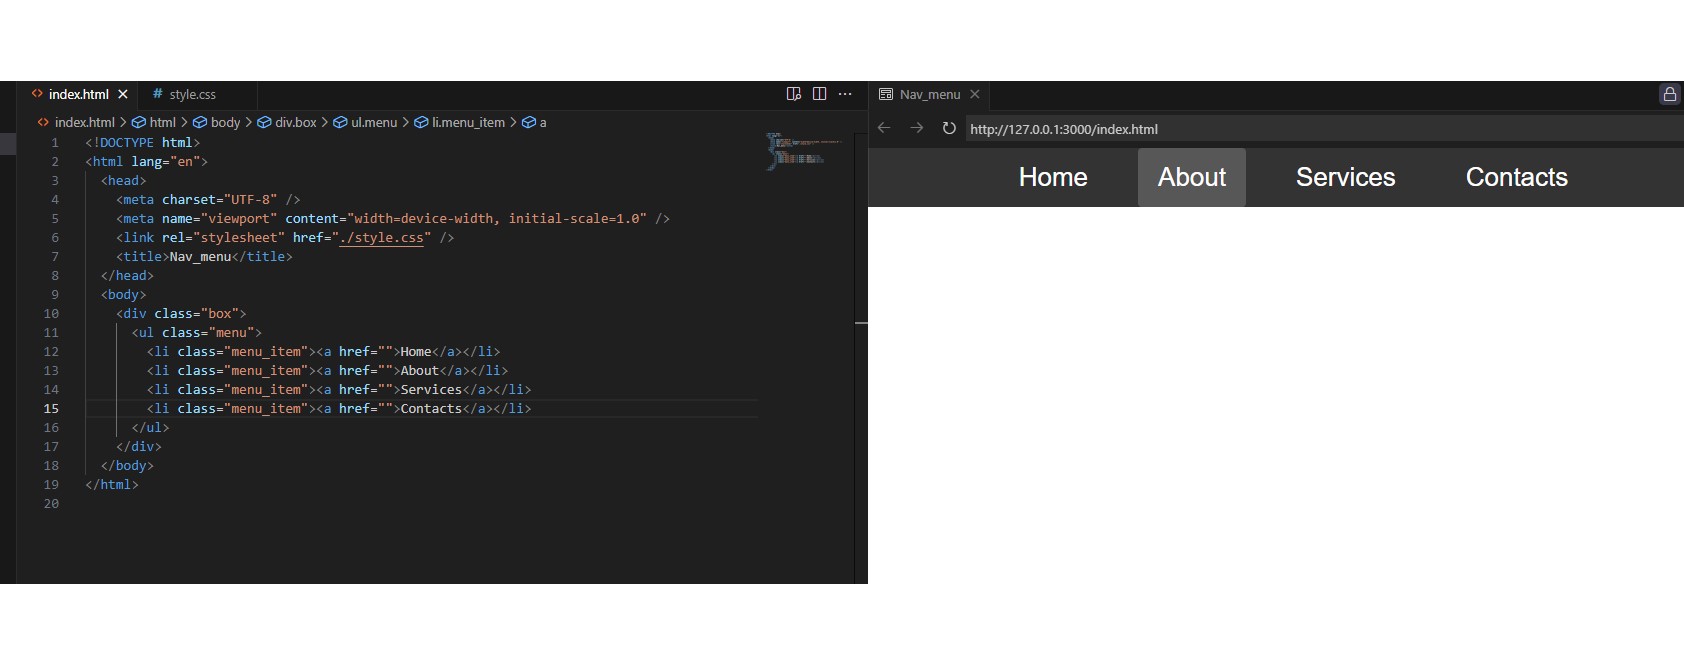 index.html
style.css
index.html > html > body > div.box > ul.menu > li.menu_item > a
1 <!DOCTYPE html>
2 <html lang="en">
3 <head>
4 <meta charset="UTF-8" />
5 <meta name="viewport" content="width=device-width, initial-scale=1.0" />
6 <link rel="stylesheet" href="./style.css" />
7 <title>Nav_menu</title>
8 </head>
9 <body>
10 <div class="box">
11 <ul class="menu">
12 <li class="menu_item"><a href="">Home</a></li>
13 <li class="menu_item"><a href="">About</a></li>
14 <li class="menu_item"><a href="">Services</a></li>
15 <li class="menu_item"><a href="">Contacts</a></li>
16 </ul>
17 </div>
18 </body>
19 </html>
20
Nav_menu
http://127.0.0.1:3000/index.html
Home About Services Contacts